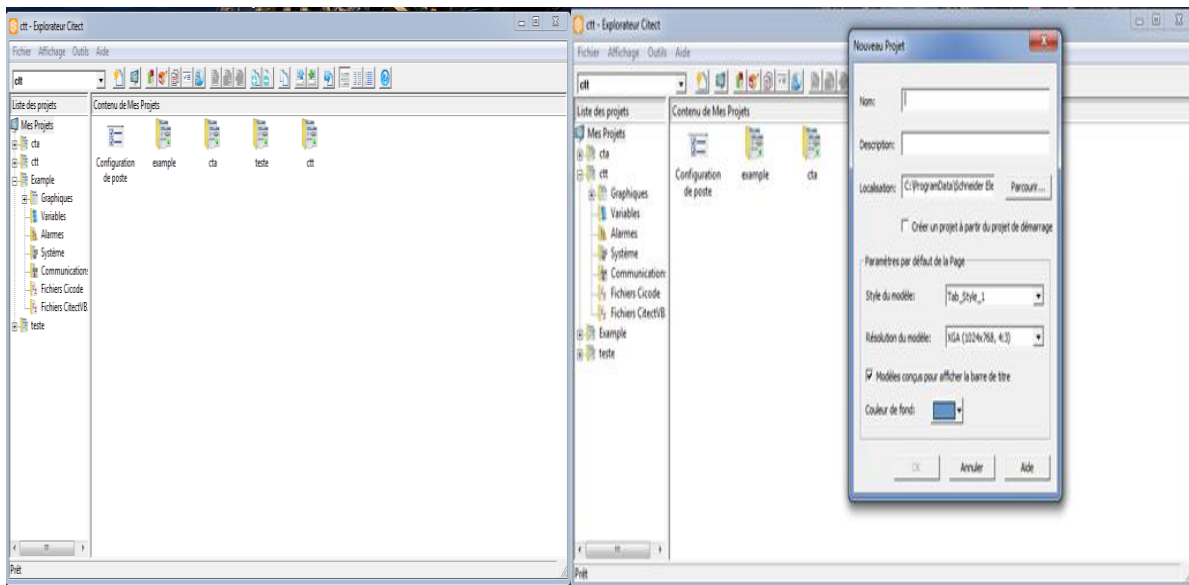 ctt - Explorateur Citect
Fichier Affichage Outils Aide
ctt
Liste des projets
Contenu de Mes Projets
Mes Projets
cta
ctt
Example
Graphiques
Variables
Alarmes
Système
Communication
Fichiers Cicode
Fichiers CitectVB
teste
Configuration
de poste
example
cta
teste
ctt
Prêt
ctt - Explorateur Citect
Fichier Affichage Outils Aide
ctt
Liste des projets
Contenu de Mes Projets
Mes Projets
cta
ctt
Graphiques
Variables
Alarmes
Système
Communication
Fichiers Cicode
Fichiers CitectVB
Example
teste
Configuration
de poste
example
cta
Prêt
Nouveau Projet
Nom:
Description:
Localisation: C:\ProgramData\Schneider Ele Parcourir...
Créer un projet à partir du projet de démarrage
Paramètres par défaut de la Page
Style du modèle: Tab_Style_1
Résolution du modèle: XGA (1024x768, 4:3)
Modèles conçus pour afficher la barre de titre
Couleur de fond:
OK Annuler Aide